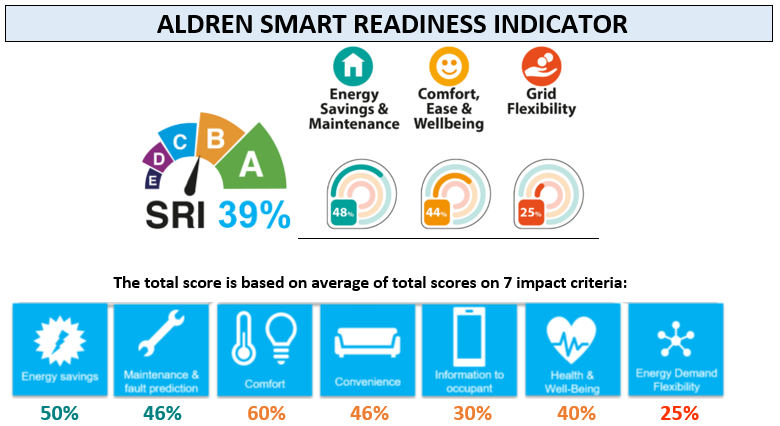 ALDREN SMART READINESS INDICATOR
Energy
Savings &
Maintenance
Comfort,
Ease &
Wellbeing
Grid
Flexibility
E
D
C
B
A
SRI 39%
48%
44%
25%
The total score is based on average of total scores on 7 impact criteria:
Energy savings
Maintenance &
fault prediction
Comfort
Convenience
Information to
occupant
Health &
Well-Being
Energy Demand
Flexibility
50%
46%
60%
46%
30%
40%
25%